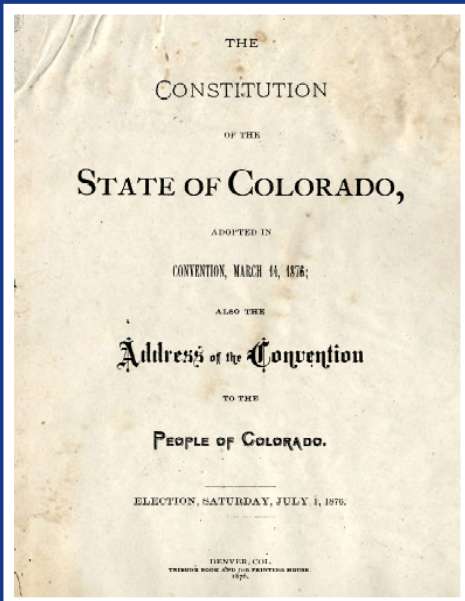 THE
CONSTITUTION
OF THE
STATE OF COLORADO,
ADOPTED IN
CONVENTION, MARCH 14, 1876;
ALSO THE
Address of the Convention
TO THE
PEOPLE OF COLORADO.
ELECTION, SATURDAY, JULY 1, 1876.
DENVER, COL.
TRIBUNE BOOK AND JOB PRINTING HOUSE.
1876.